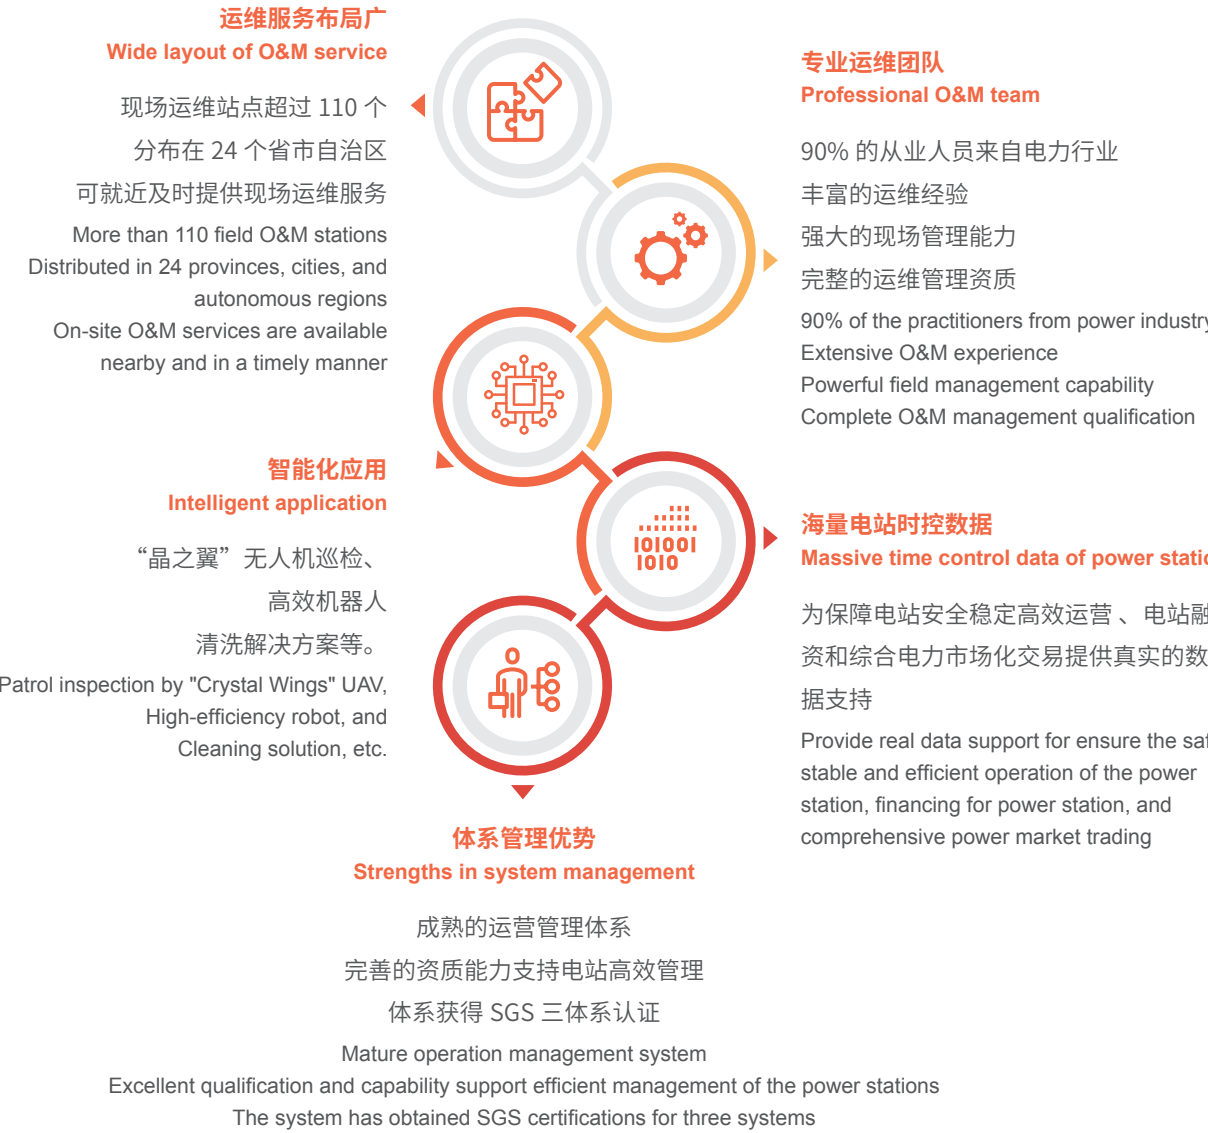 运维服务布局广
Wide layout of O&M service
现场运维站点超过 110 个
分布在 24 个省市自治区
可就近及时提供现场运维服务
More than 110 field O&M stations
Distributed in 24 provinces, cities, and
autonomous regions
On-site O&M services are available
nearby and in a timely manner
专业运维团队
Professional O&M team
90% 的从业人员来自电力行业
丰富的运维经验
强大的现场管理能力
完整的运维管理资质
90% of the practitioners from power industry
Extensive O&M experience
Powerful field management capability
Complete O&M management qualification
智能化应用
Intelligent application
“晶之翼”无人机巡检、
高效机器人
清洗解决方案等。
Patrol inspection by "Crystal Wings" UAV,
High-efficiency robot, and
Cleaning solution, etc.
101001
1010
海量电站时控数据
Massive time control data of power
为保障电站安全稳定高效运营 、电站融
资和综合电力市场化交易提供真实的数
据支持
Provide real data support for ensure the
stable and efficient operation of the power
station, financing for power station, and
comprehensive power market trading
体系管理优势
Strengths in system management
成熟的运营管理体系
完善的资质能力支持电站高效管理
体系获得 SGS 三体系认证
Mature operation management system
Excellent qualification and capability support efficient management of the power stations
The system has obtained SGS certifications for three systems